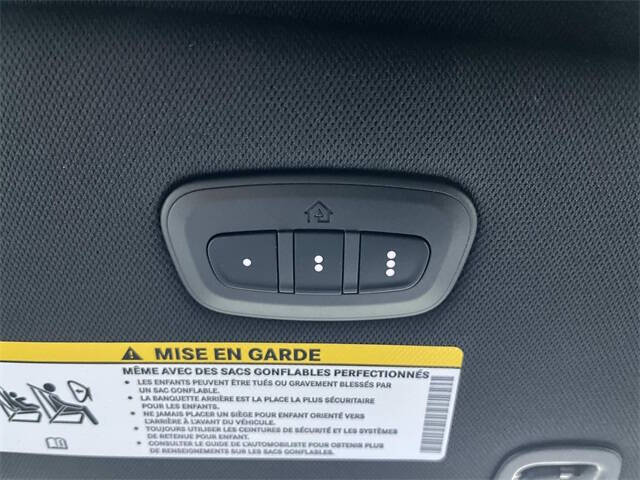 MISE EN GARDE
MÊME AVEC DES SACS GONFLABLES PERFECTIONNÉS
• LES ENFANTS PEUVENT ÊTRE TUÉS OU GRAVEMENT BLESSÉS PAR
UN SAC GONFLABLE.
• LA BANQUETTE ARRIÈRE EST LA PLACE LA PLUS SÉCURITAIRE
POUR LES ENFANTS.
• NE JAMAIS PLACER UN SIÈGE POUR ENFANT ORIENTÉ VERS
L'ARRIÈRE À L'AVANT DU VÉHICULE.
• TOUJOURS UTILISER LES CEINTURES DE SÉCURITÉ ET LES SYSTÈMES
DE RETENUE POUR ENFANT.
• CONSULTER LE GUIDE DE L'AUTOMOBILISTE POUR OBTENIR PLUS
DE RENSEIGNEMENTS SUR LES SACS GONFLABLES.